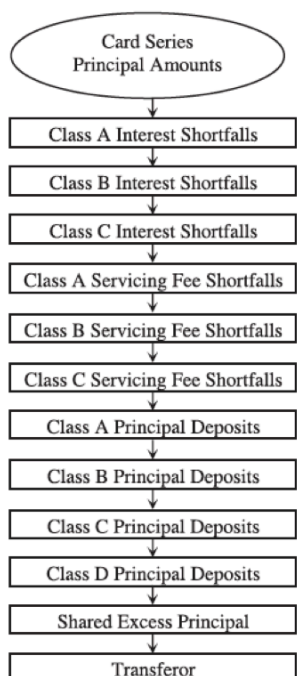 Card Series
Principal Amounts
Class A Interest Shortfalls
Class B Interest Shortfalls
Class C Interest Shortfalls
Class A Servicing Fee Shortfalls
Class B Servicing Fee Shortfalls
Class C Servicing Fee Shortfalls
Class A Principal Deposits
Class B Principal Deposits
Class C Principal Deposits
Class D Principal Deposits
Shared Excess Principal
Transferor